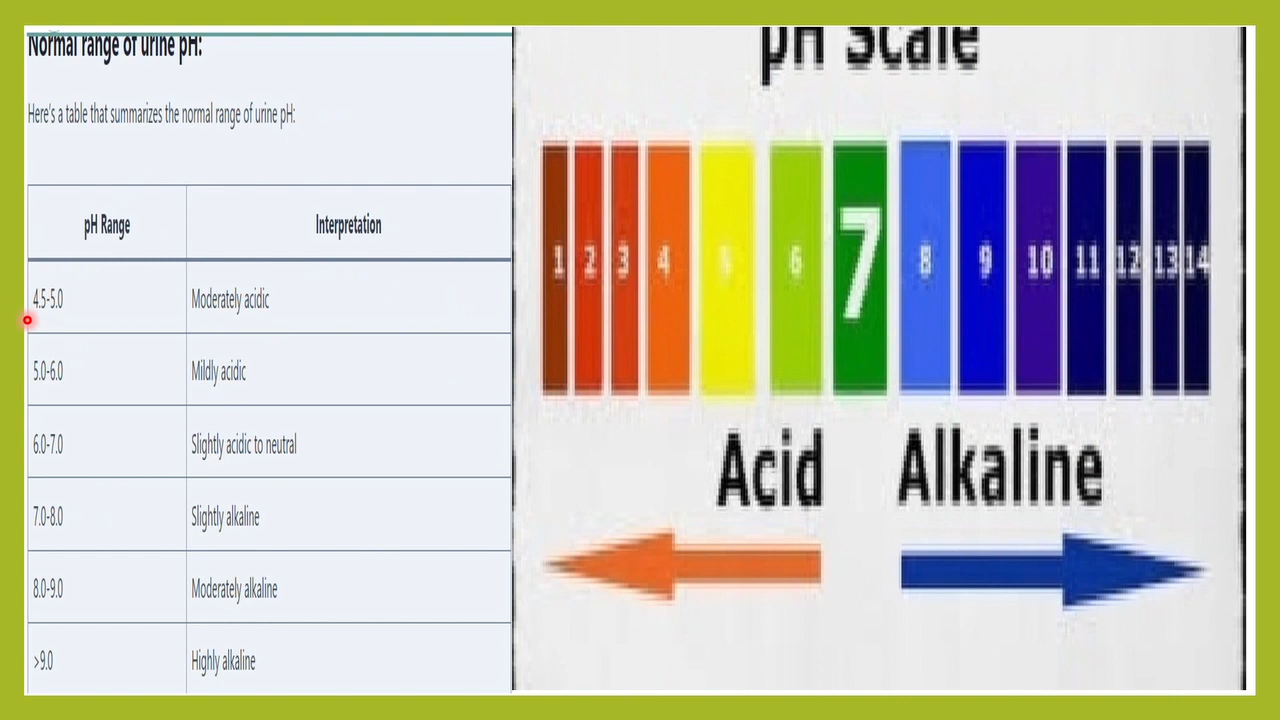 Normal range of urine pH:
Here's a table that summarizes the normal range of urine pH:
pH Range Interpretation
4.5-5.0 Moderately acidic
5.0-6.0 Mildly acidic
6.0-7.0 Slightly acidic to neutral
7.0-8.0 Slightly alkaline
8.0-9.0 Moderately alkaline
>9.0 Highly alkaline
pH Scale
1 2 3 4 5 6 7 8 9 10 11 12 13 14
Acid Alkaline